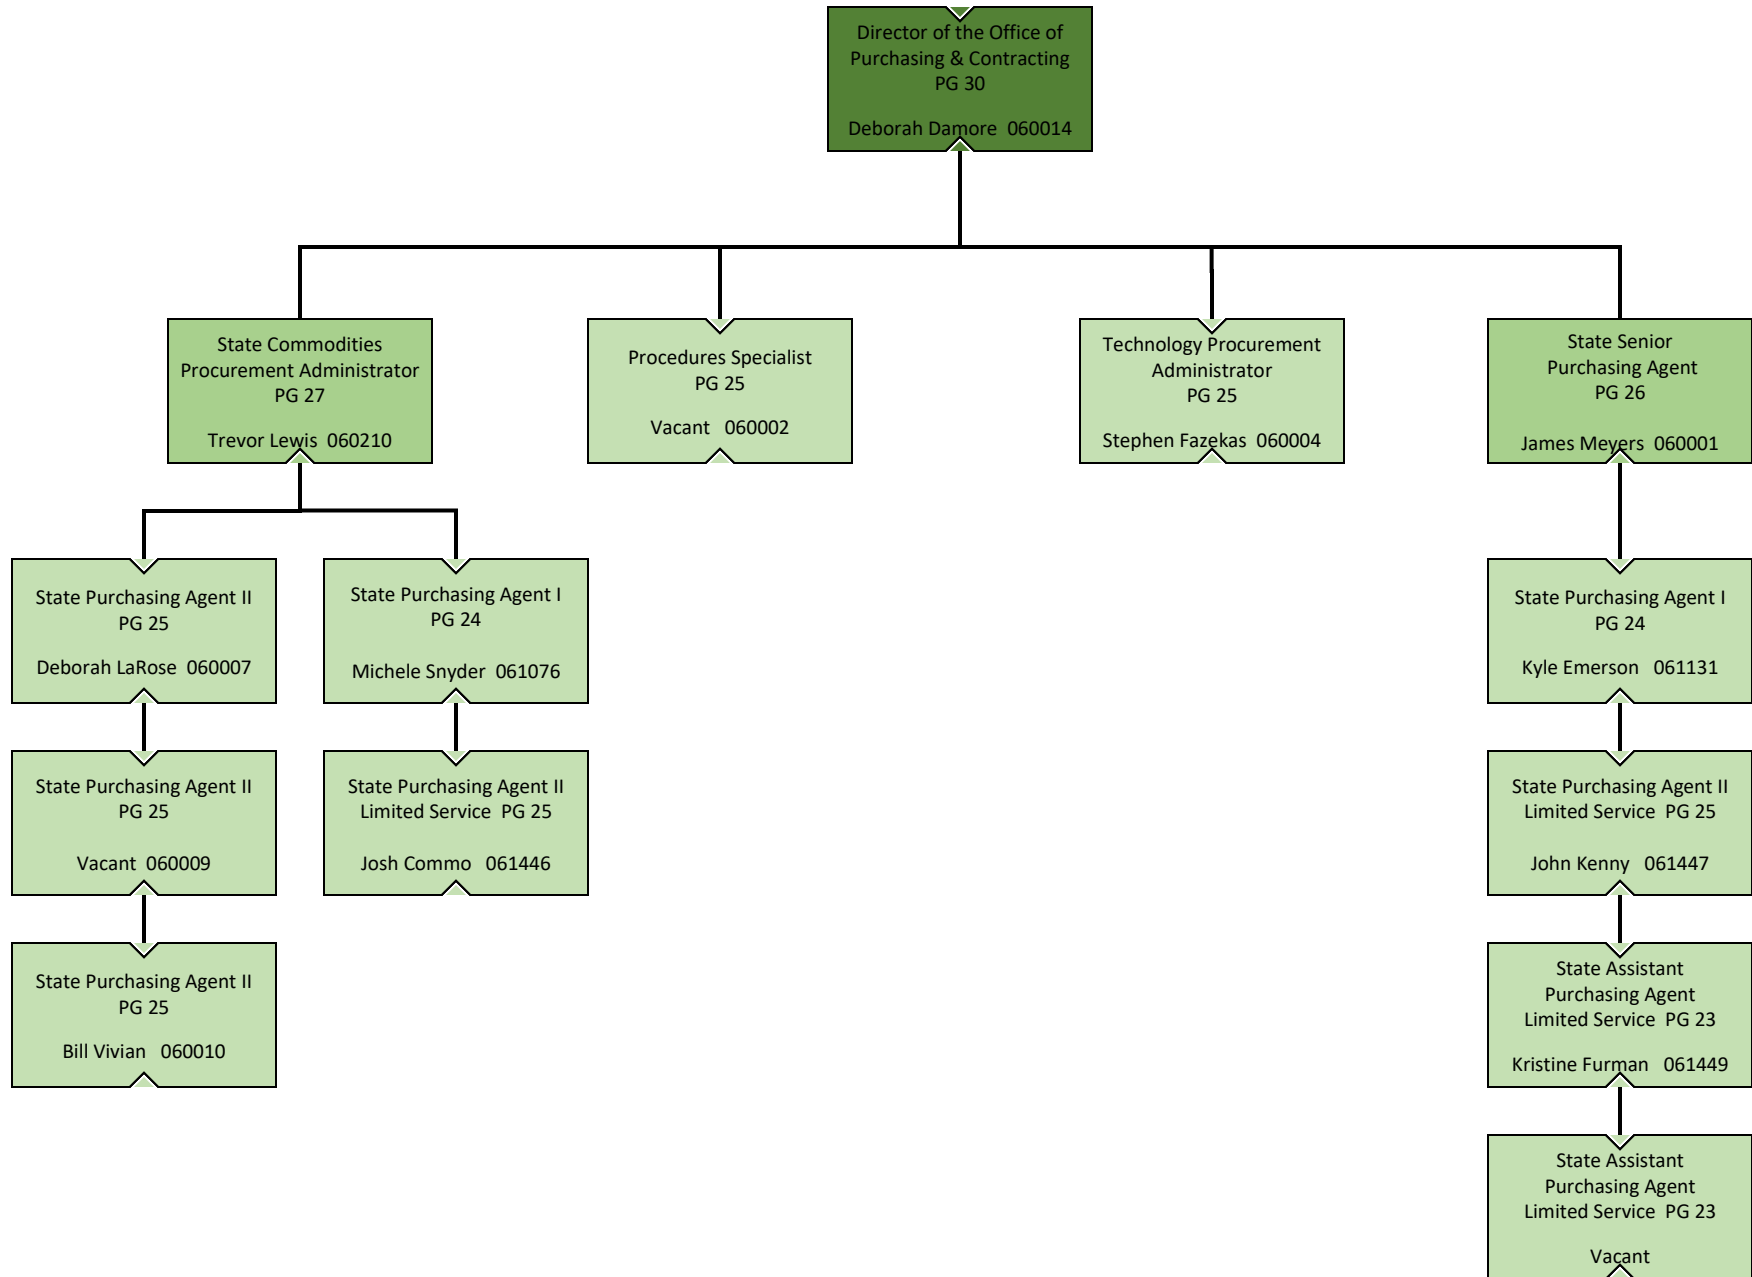 Director of the Office of
Purchasing & Contracting
PG 30
Deborah Damore 060014
State Commodities
Procurement Administrator
PG 27
Trevor Lewis 060210
Procedures Specialist
PG 25
Vacant 060002
Technology Procurement
Administrator
PG 25
Stephen Fazekas 060004
State Senior
Purchasing Agent
PG 26
James Meyers 060001
State Purchasing Agent II
PG 25
Deborah LaRose 060007
State Purchasing Agent I
PG 24
Michele Snyder 061076
State Purchasing Agent I
PG 24
Kyle Emerson 061131
State Purchasing Agent II
PG 25
Vacant 060009
State Purchasing Agent II
Limited Service PG 25
Josh Commo 061446
State Purchasing Agent II
Limited Service PG 25
John Kenny 061447
State Purchasing Agent II
PG 25
Bill Vivian 060010
State Assistant
Purchasing Agent
Limited Service PG 23
Kristine Furman 061449
State Assistant
Purchasing Agent
Limited Service PG 23
Vacant